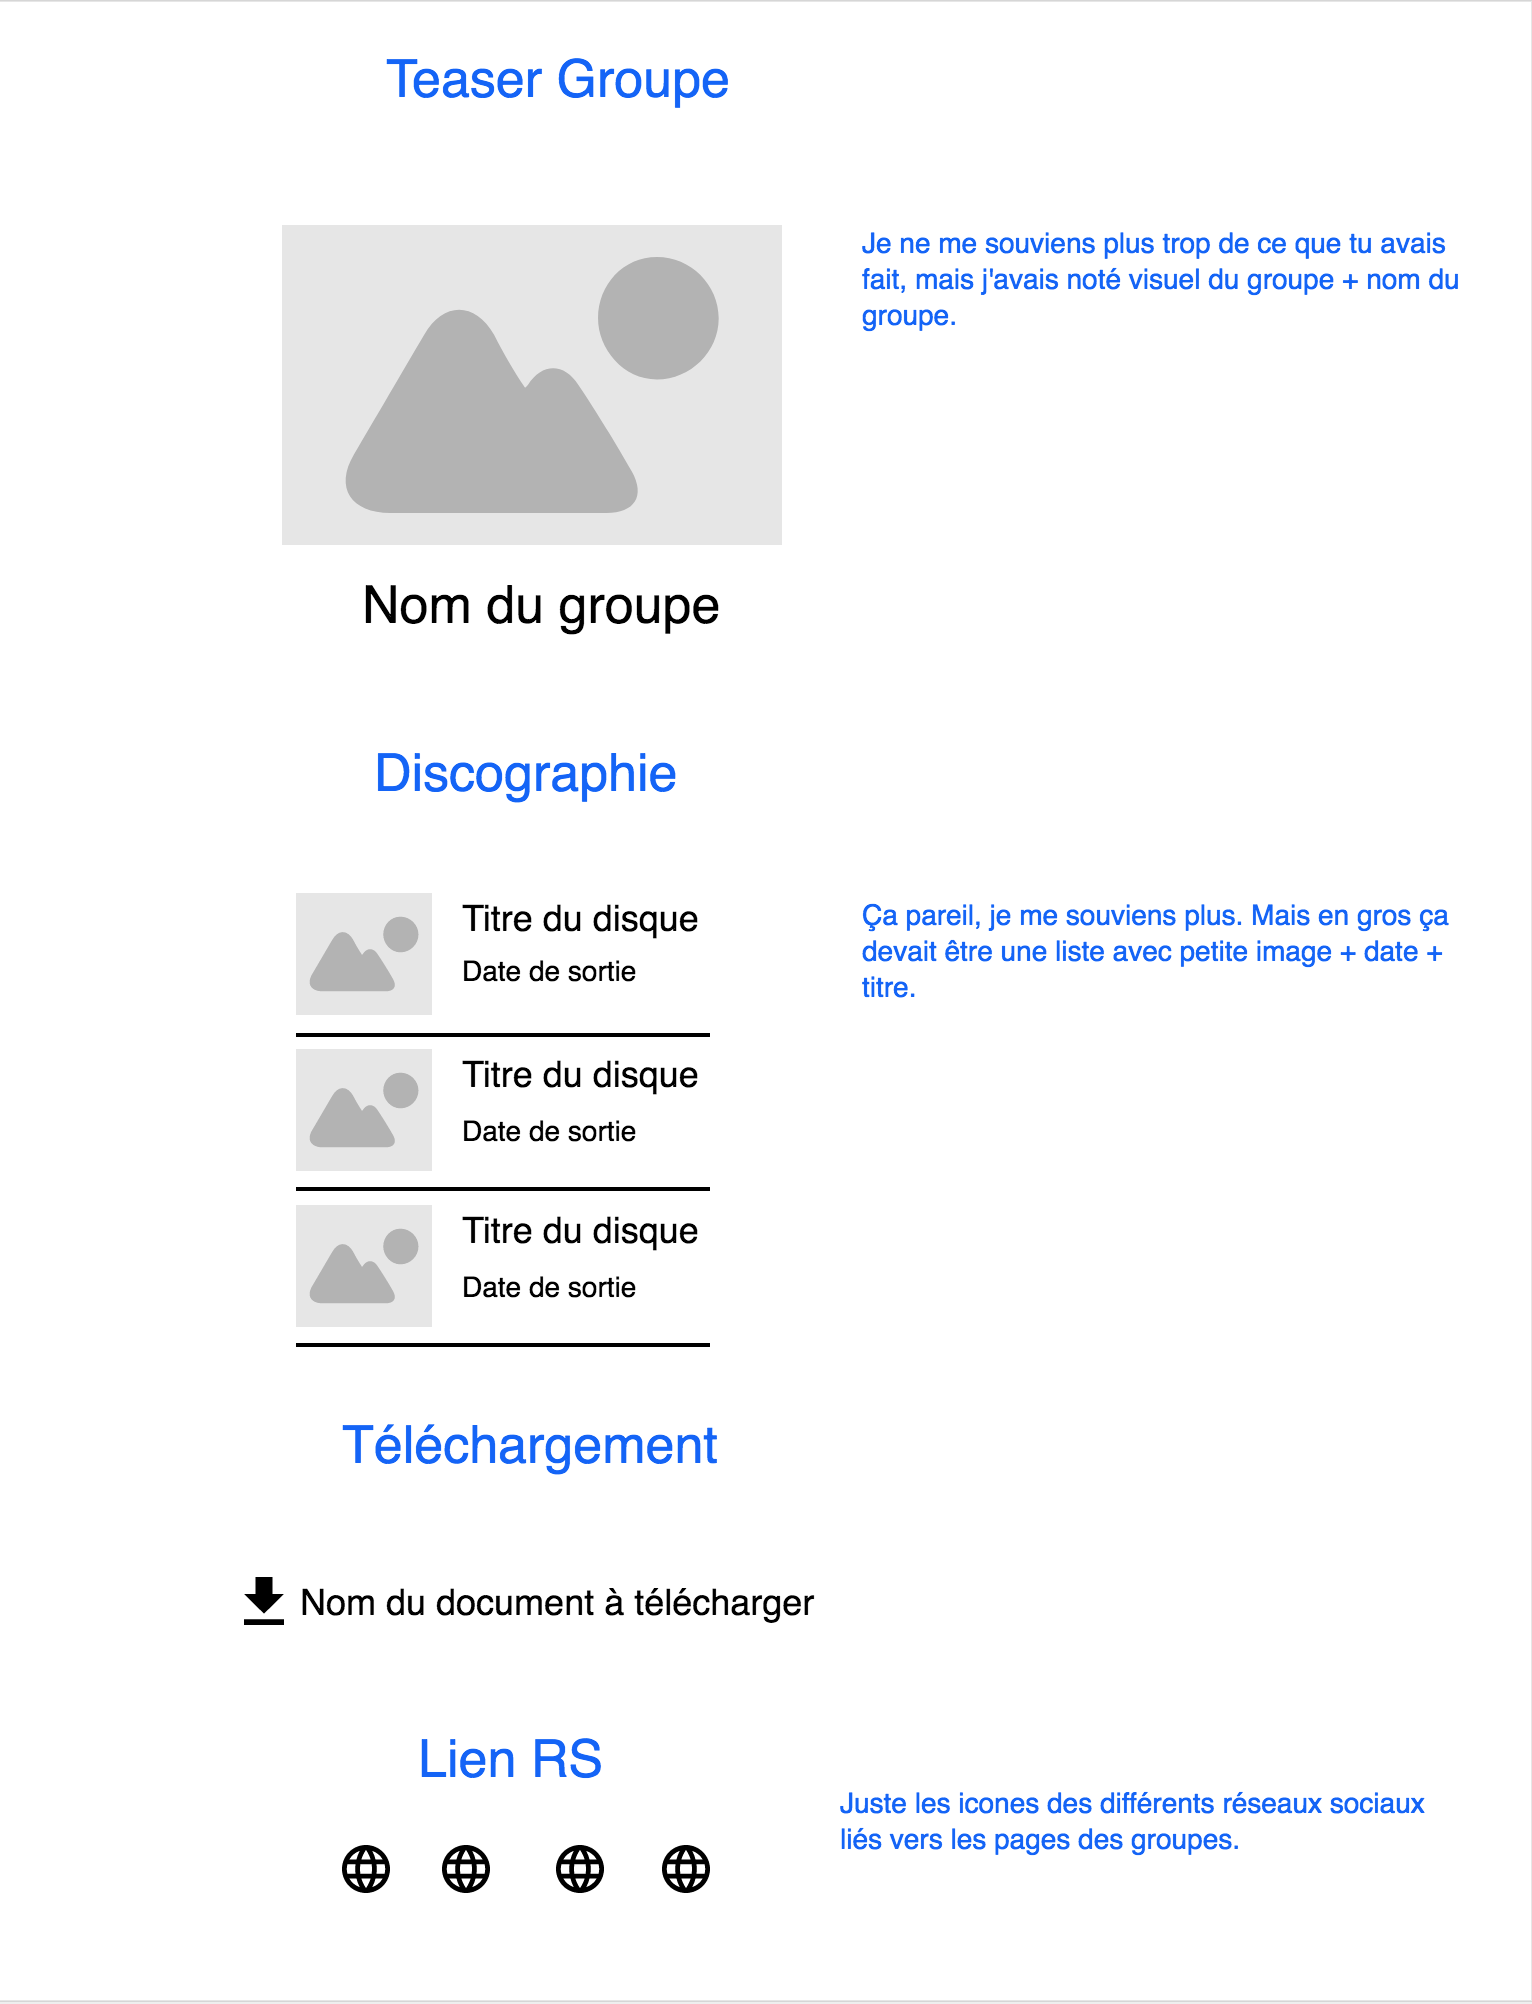 Teaser Groupe
Je ne me souviens plus trop de ce que tu avais
fait, mais j'avais noté visuel du groupe + nom du
groupe.
Nom du groupe
Discographie
Titre du disque
Date de sortie
Ça pareil, je me souviens plus. Mais en gros ça
devait être une liste avec petite image + date +
titre.
Titre du disque
Date de sortie
Titre du disque
Date de sortie
Téléchargement
Nom du document à télécharger
Lien RS
Juste les icones des différents réseaux sociaux
liés vers les pages des groupes.